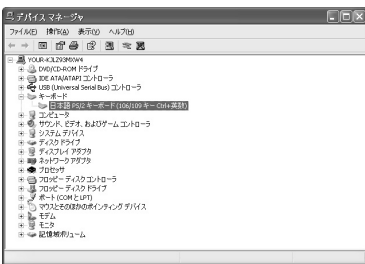 デバイス マネージャ
ファイル(F) 操作(A) 表示(V) ヘルプ(H)
YOUR-K3LZ93MXW4
DVD/CD-ROM ドライブ
IDE ATA/ATAPI コントローラ
USB (Universal Serial Bus) コントローラ
キーボード
日本語 PS/2 キーボード (106/109 キー Ctrl+英数)
コンピュータ
サウンド、ビデオ、およびゲーム コントローラ
システム デバイス
ディスク ドライブ
ディスプレイ アダプタ
ネットワーク アダプタ
プロセッサ
フロッピー ディスク コントローラ
フロッピー ディスク ドライブ
ポート (COM と LPT)
マウスとそのほかのポインティング デバイス
モデム
モニタ
記憶域ボリューム